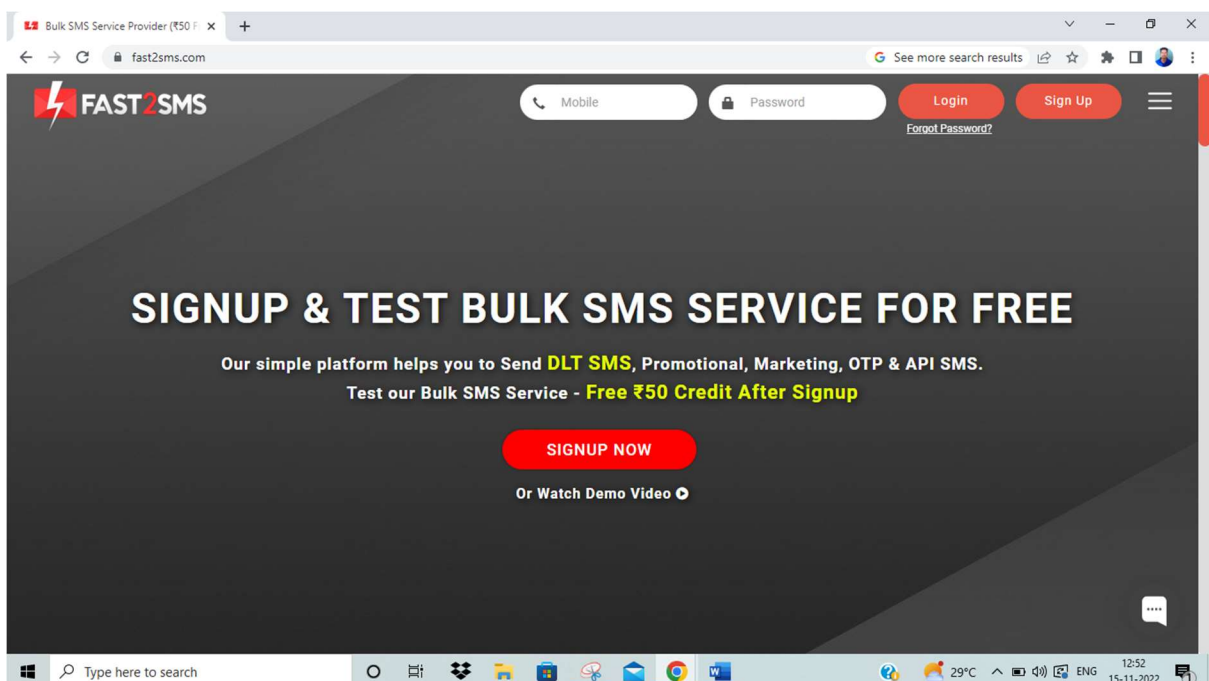 Bulk SMS Service Provider (₹50 F
fast2sms.com
See more search results
FAST2SMS
Mobile
Password
Login
Sign Up
Forgot Password?
SIGNUP & TEST BULK SMS SERVICE FOR FREE
Our simple platform helps you to Send DLT SMS, Promotional, Marketing, OTP & API SMS.
Test our Bulk SMS Service - Free ₹50 Credit After Signup
SIGNUP NOW
Or Watch Demo Video
Type here to search
29°C
ENG
12:52
15-11-2022
1